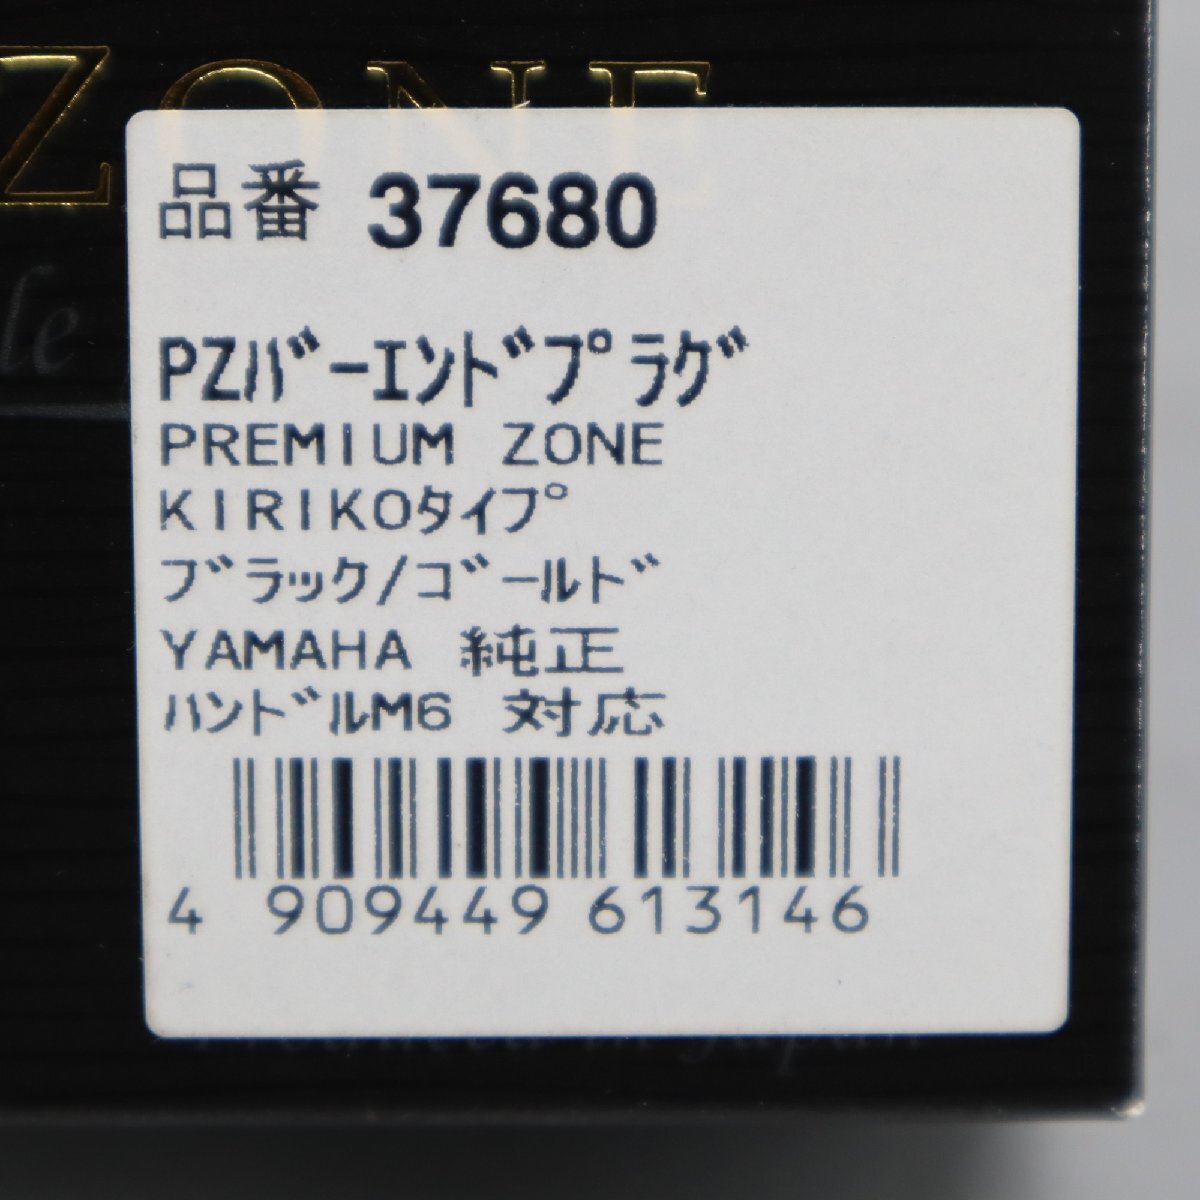 ZONE
品番 37680
le
PZﾊﾞｰｴﾝﾄﾞﾌﾟﾗｸﾞ
PREMIUM ZONE
KIRIKOﾀｲﾌﾟ
ﾌﾞﾗｯｸ/ｺﾞｰﾙﾄﾞ
YAMAHA 純正
ﾊﾝﾄﾞﾙM6 対応
4 909449 613146